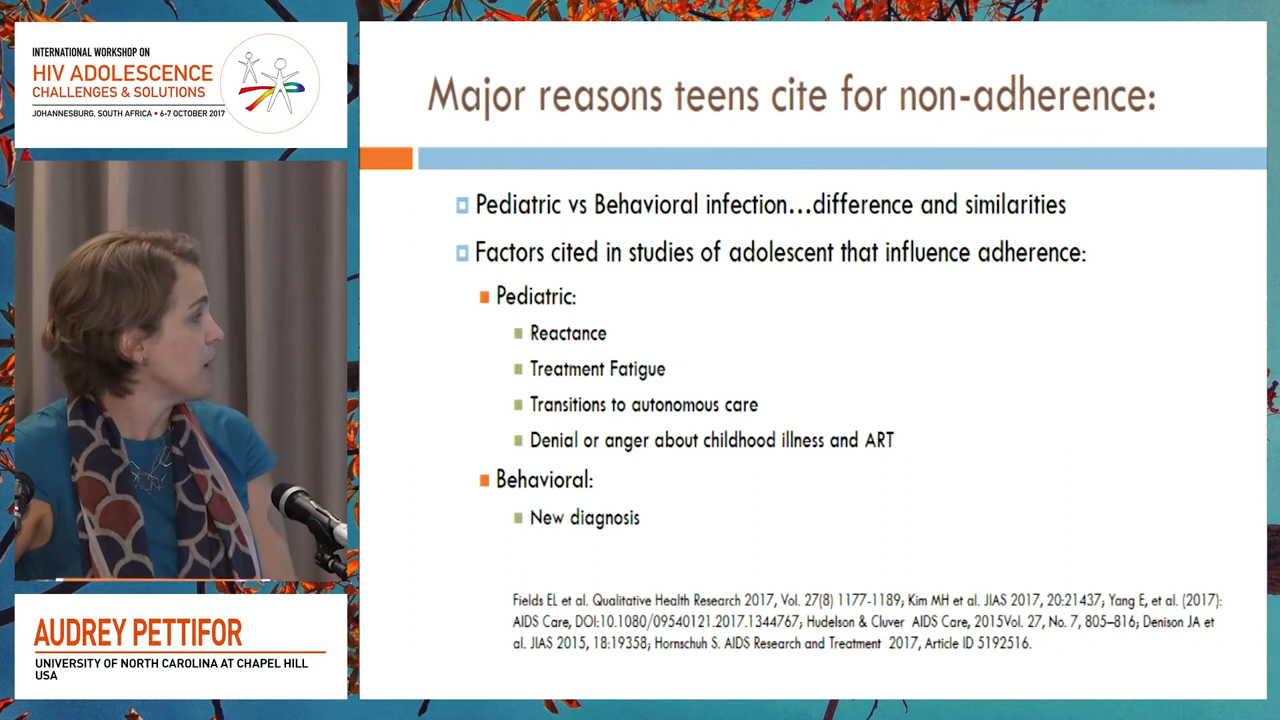 INTERNATIONAL WORKSHOP ON
HIV ADOLESCENCE
CHALLENGES & SOLUTIONS
JOHANNESBURG, SOUTH AFRICA • 6-7 OCTOBER 2017
Major reasons teens cite for non-adherence:
Pediatric vs Behavioral infection...difference and similarities
Factors cited in studies of adolescent that influence adherence:
Pediatric:
Reactance
Treatment Fatigue
Transitions to autonomous care
Denial or anger about childhood illness and ART
Behavioral:
New diagnosis
Fields EL et al. Qualitative Health Research 2017, Vol. 27(8) 1177-1189; Kim MH et al. JIAS 2017, 20:21437; Yang E, et al. (2017):
AIDS Care, DOI:10.1080/09540121.2017.1344767; Hudelson & Cluver AIDS Care, 2015Vol. 27, No. 7, 805–816; Denison JA et
al. JIAS 2015, 18:19358; Hornschuh S. AIDS Research and Treatment 2017, Article ID 5192516.
AUDREY PETTIFOR
UNIVERSITY OF NORTH CAROLINA AT CHAPEL HILL
USA